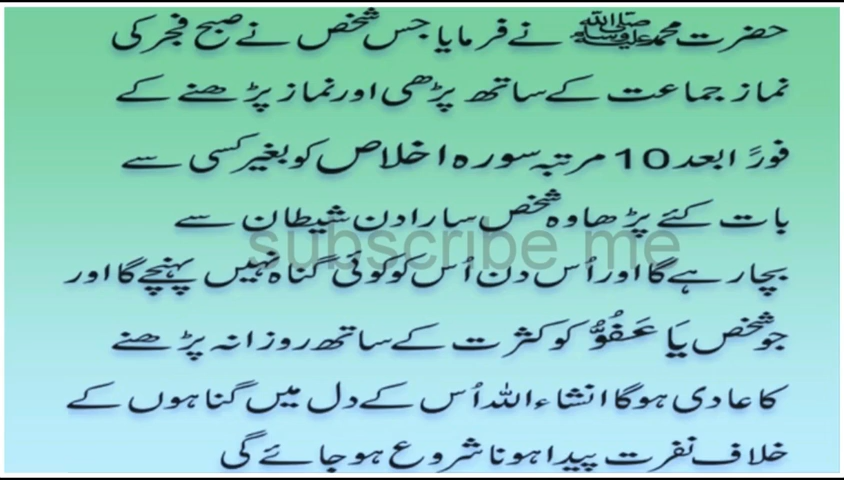 حضرت محمد ﷺ نے فرمایا جس شخص نے صبح فجر کی
نماز جماعت کے ساتھ پڑھی اور نماز پڑھنے کے
فورً ابعد 10 مرتبہ سورہ اخلاص کو بغیر کسی سے
بات کئے پڑھا وہ شخص سارا دن شیطان سے
subscribe me
بچا رہے گا اور اُس دن اُس کو کوئی گناہ نہیں پہنچے گا اور
جو شخص یَا عَفُوُّ کو کثرت کے ساتھ روزانہ پڑھنے
کا عادی ہوگا انشاءاللہ اُس کے دل میں گناہوں کے
خلاف نفرت پیدا ہونا شروع ہو جائے گی